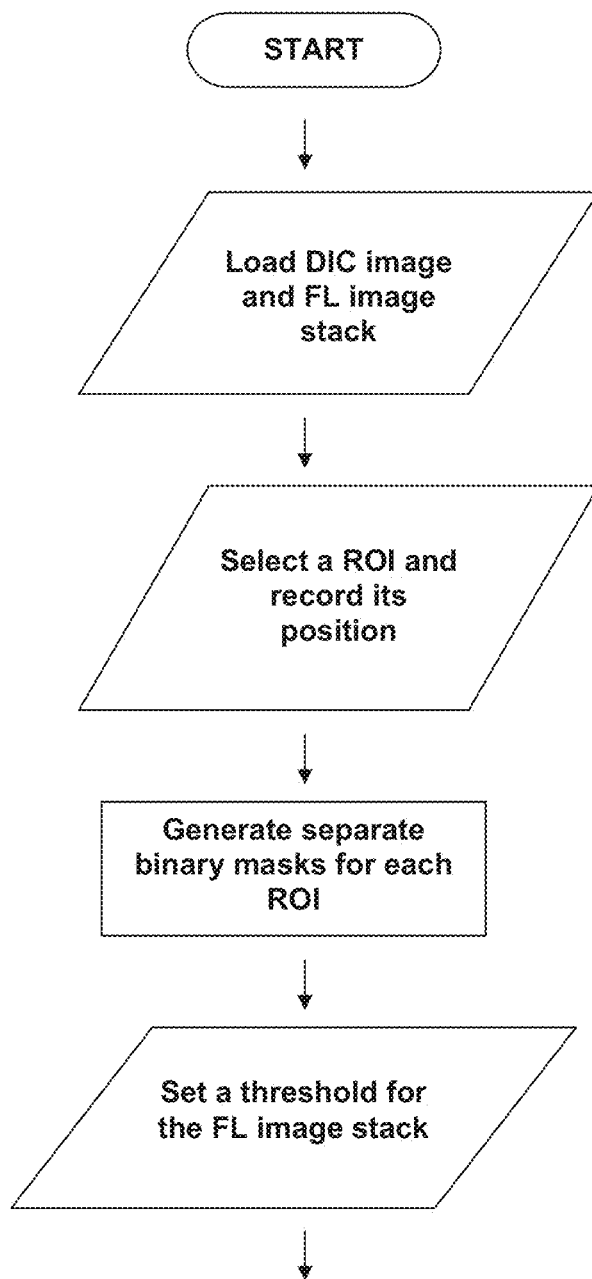 START
Load DIC image
and FL image
stack
Select a ROI and
record its
position
Generate separate
binary masks for each
ROI
Set a threshold for
the FL image stack